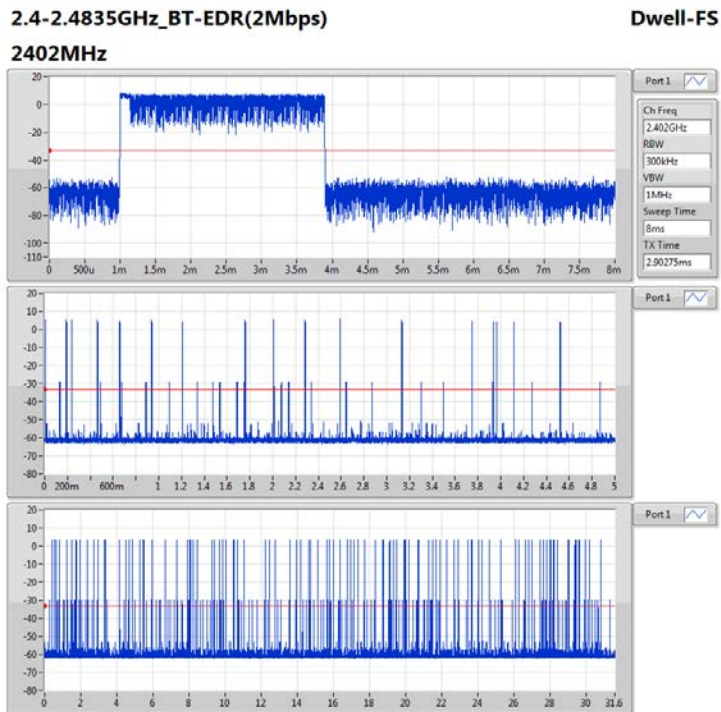 2.4-2.4835GHz_BT-EDR(2Mbps) Dwell-FS
2402MHz
Port 1
Ch Freq
2.402GHz
RBW
300kHz
VBW
1MHz
Sweep Time
8ms
TX Time
2.90275ms
20
0
-20
-40
-60
-80
-100
-110
0 500u 1m 1.5m 2m 2.5m 3m 3.5m 4m 4.5m 5m 5.5m 6m 6.5m 7m 7.5m 8m
Port 1
20
10
0
-10
-20
-30
-40
-50
-60
-70
-80
0 200m 600m 1 1.2 1.4 1.6 1.8 2 2.2 2.4 2.6 2.8 3 3.2 3.4 3.6 3.8 4 4.2 4.4 4.6 4.8 5
Port 1
20
10
0
-10
-20
-30
-40
-50
-60
-70
-80
0 2 4 6 8 10 12 14 16 18 20 22 24 26 28 30 31.6